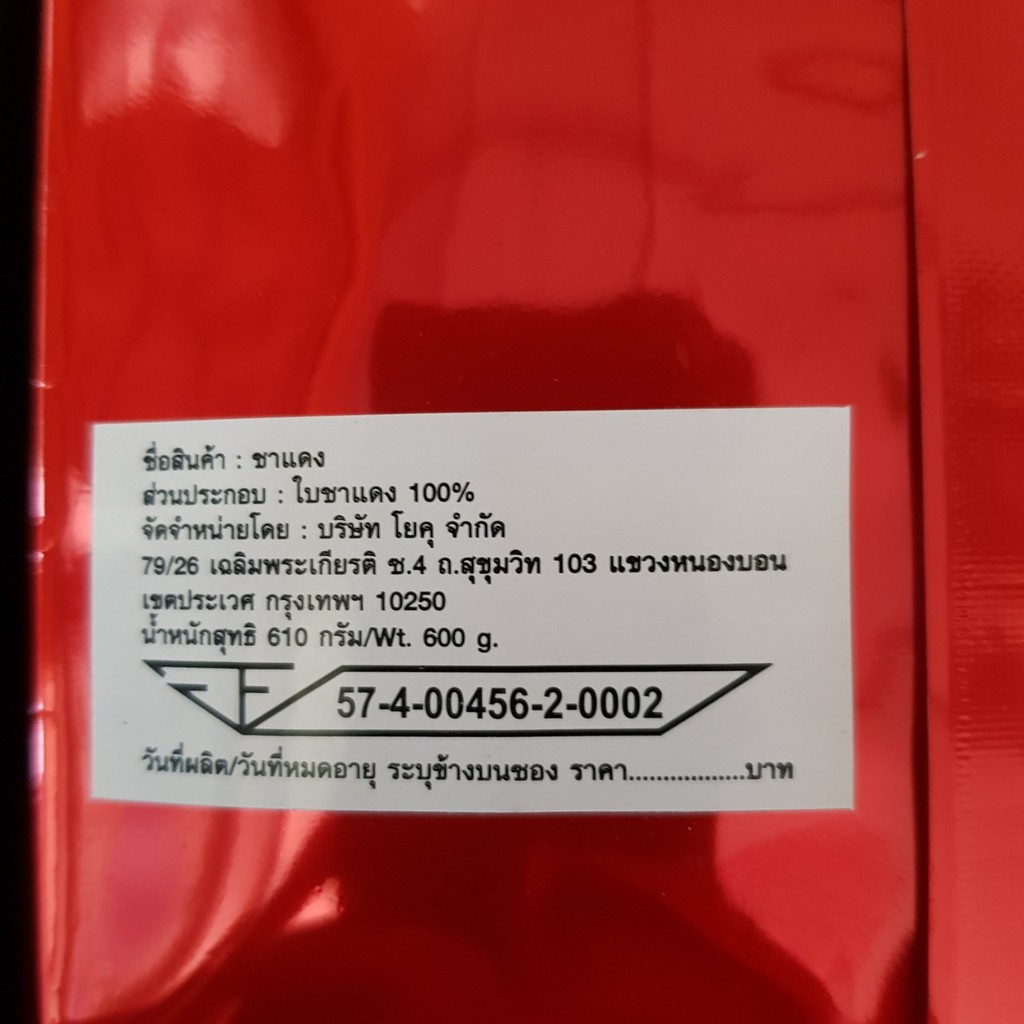 ชื่อสินค้า : ชาแดง
ส่วนประกอบ : ใบชาแดง 100%
จัดจำหน่ายโดย : บริษัท โยคุ จำกัด
79/26 เฉลิมพระเกียรติ ซ.4 ถ.สุขุมวิท 103 แขวงหนองบอน
เขตประเวศ กรุงเทพฯ 10250
น้ำหนักสุทธิ 610 กรัม/Wt. 600 g.
57-4-00456-2-0002
วันที่ผลิต/วันที่หมดอายุ ระบุข้างบนซอง ราคา.................บาท